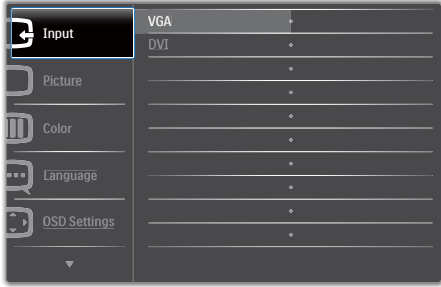 Input
VGA
DVI
Picture
Color
Language
OSD Settings